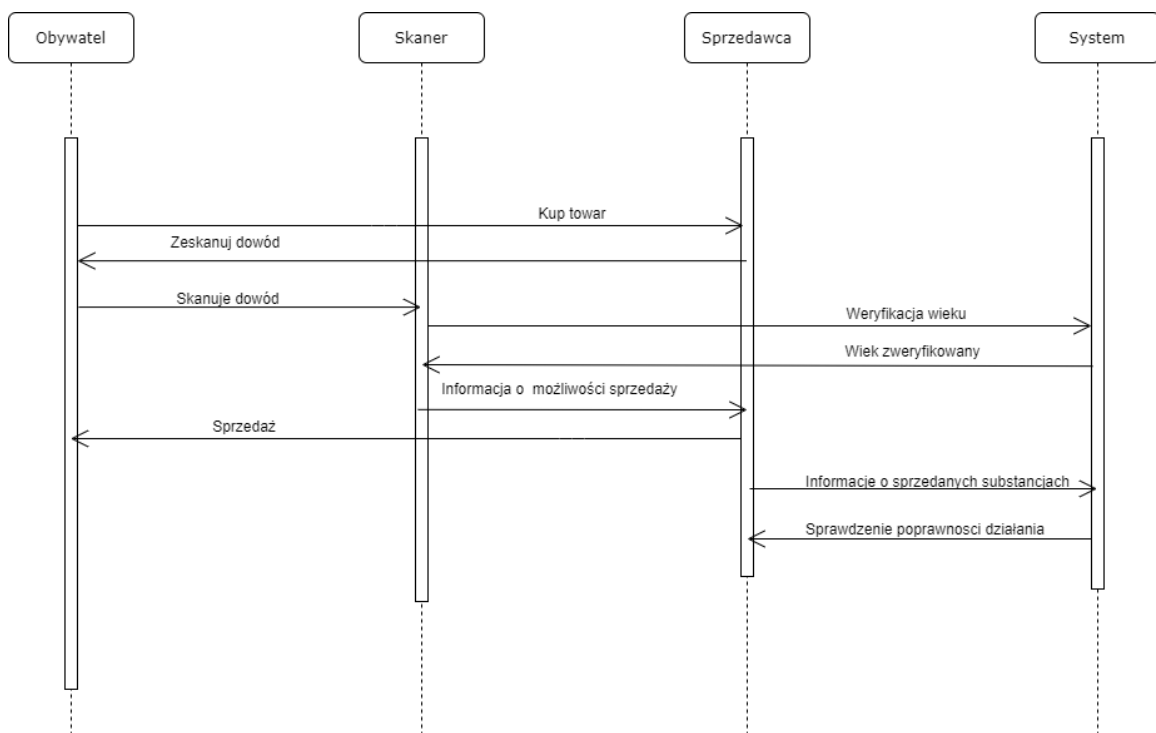 Obywatel
Skaner
Sprzedawca
System
Kup towar
Zeskanuj dowód
Skanuje dowód
Weryfikacja wieku
Wiek zweryfikowany
Informacja o  możliwości sprzedaży
Sprzedaż
Informacje o sprzedanych substancjach
Sprawdzenie poprawnosci działania